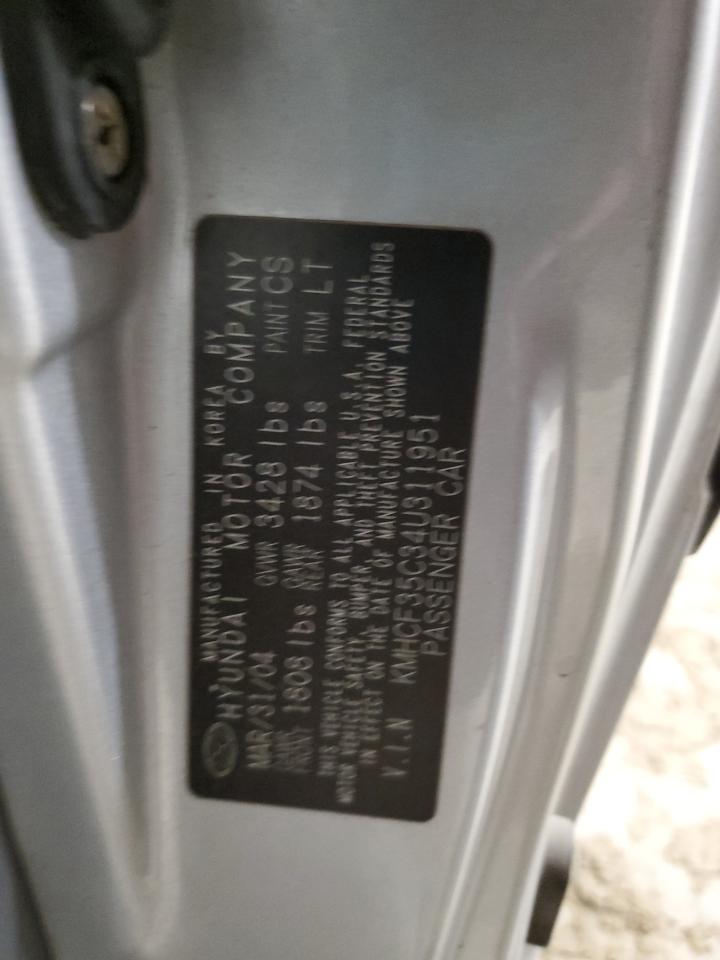 MANUFACTURED IN KOREA BY
HYUNDAI MOTOR COMPANY
MAR/31/04 GVWR 3428 lbs PAINT CS
GAWR FRONT 1808 lbs GAWR REAR 1874 lbs TRIM LT
THIS VEHICLE CONFORMS TO ALL APPLICABLE U.S.A. FEDERAL
MOTOR VEHICLE SAFETY, BUMPER, AND THEFT PREVENTION STANDARDS
IN EFFECT ON THE DATE OF MANUFACTURE SHOWN ABOVE
V.I.N KMHCF35C34U311951
PASSENGER CAR